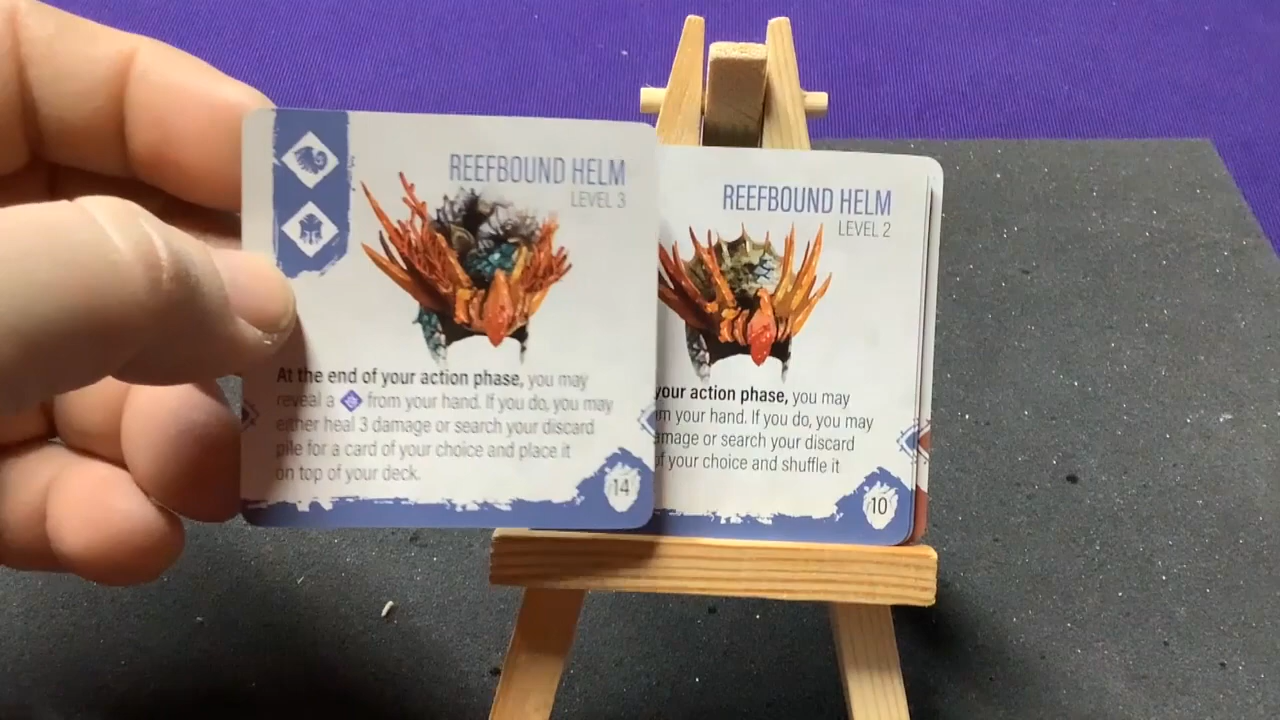 REEFBOUND HELM
LEVEL 3
At the end of your action phase, you may
reveal a from your hand. If you do, you may
either heal 3 damage or search your discard
pile for a card of your choice and place it
on top of your deck.
14
REEFBOUND HELM
LEVEL 2
your action phase, you may
m your hand. If you do, you may
amage or search your discard
of your choice and shuffle it
10